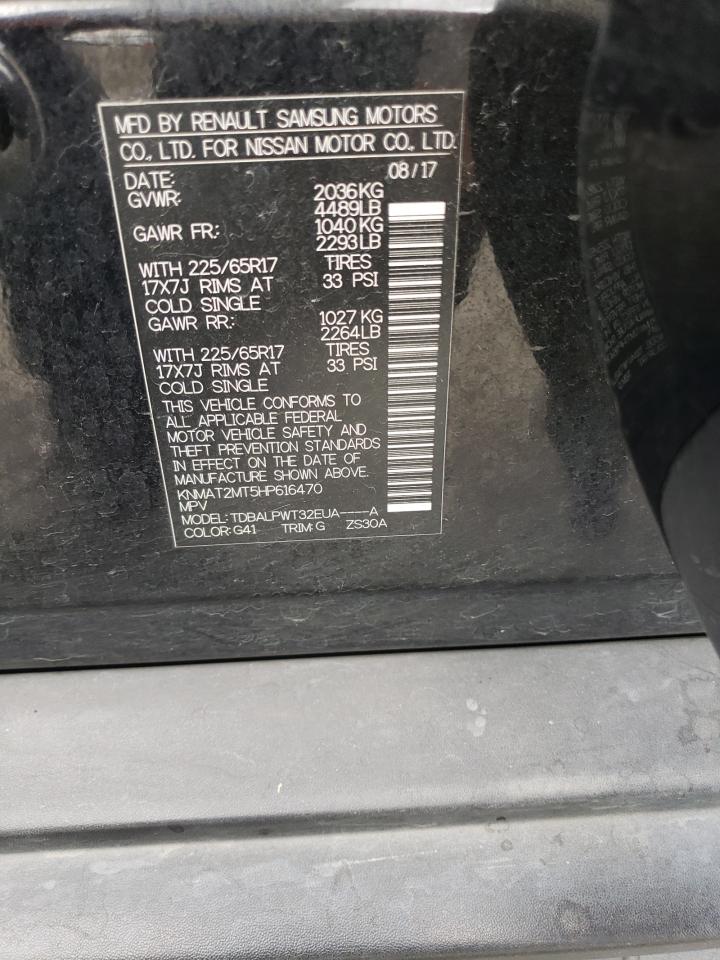 MFD BY RENAULT SAMSUNG MOTORS
CO., LTD. FOR NISSAN MOTOR CO., LTD.
DATE: 08/17
GVWR: 2036KG
4489LB
GAWR FR.: 1040KG
2293LB
WITH 225/65R17 TIRES
17X7J RIMS AT 33 PSI
COLD SINGLE
GAWR RR.: 1027KG
2264LB
WITH 225/65R17 TIRES
17X7J RIMS AT 33 PSI
COLD SINGLE
THIS VEHICLE CONFORMS TO
ALL APPLICABLE FEDERAL
MOTOR VEHICLE SAFETY AND
THEFT PREVENTION STANDARDS
IN EFFECT ON THE DATE OF
MANUFACTURE SHOWN ABOVE.
KNMAT2MT5HP616470
MPV
MODEL: TDBALPWT32EUA----A
COLOR:G41 TRIM:G ZS30A